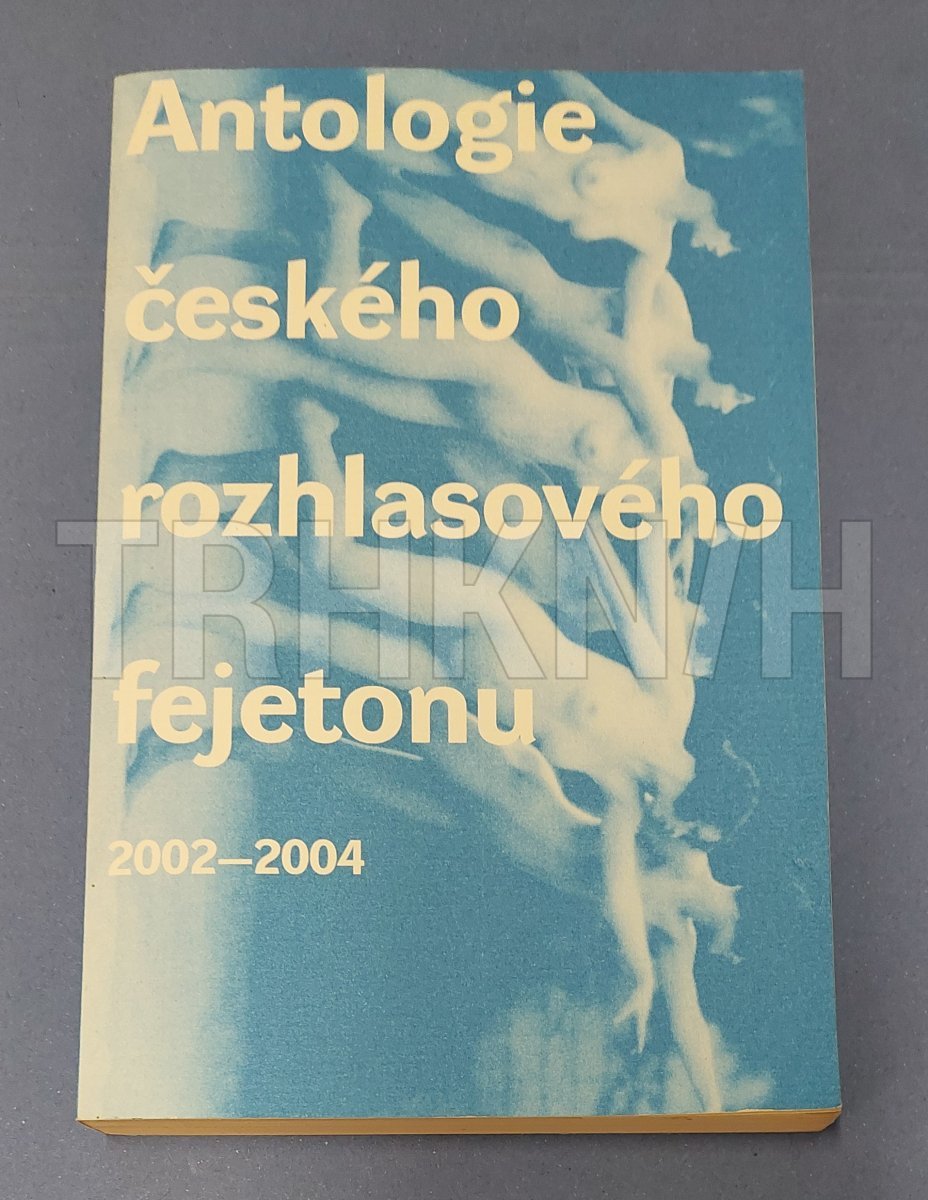 Antologie
českého
rozhlasového
TRHKNIH
fejetonu
2002—2004